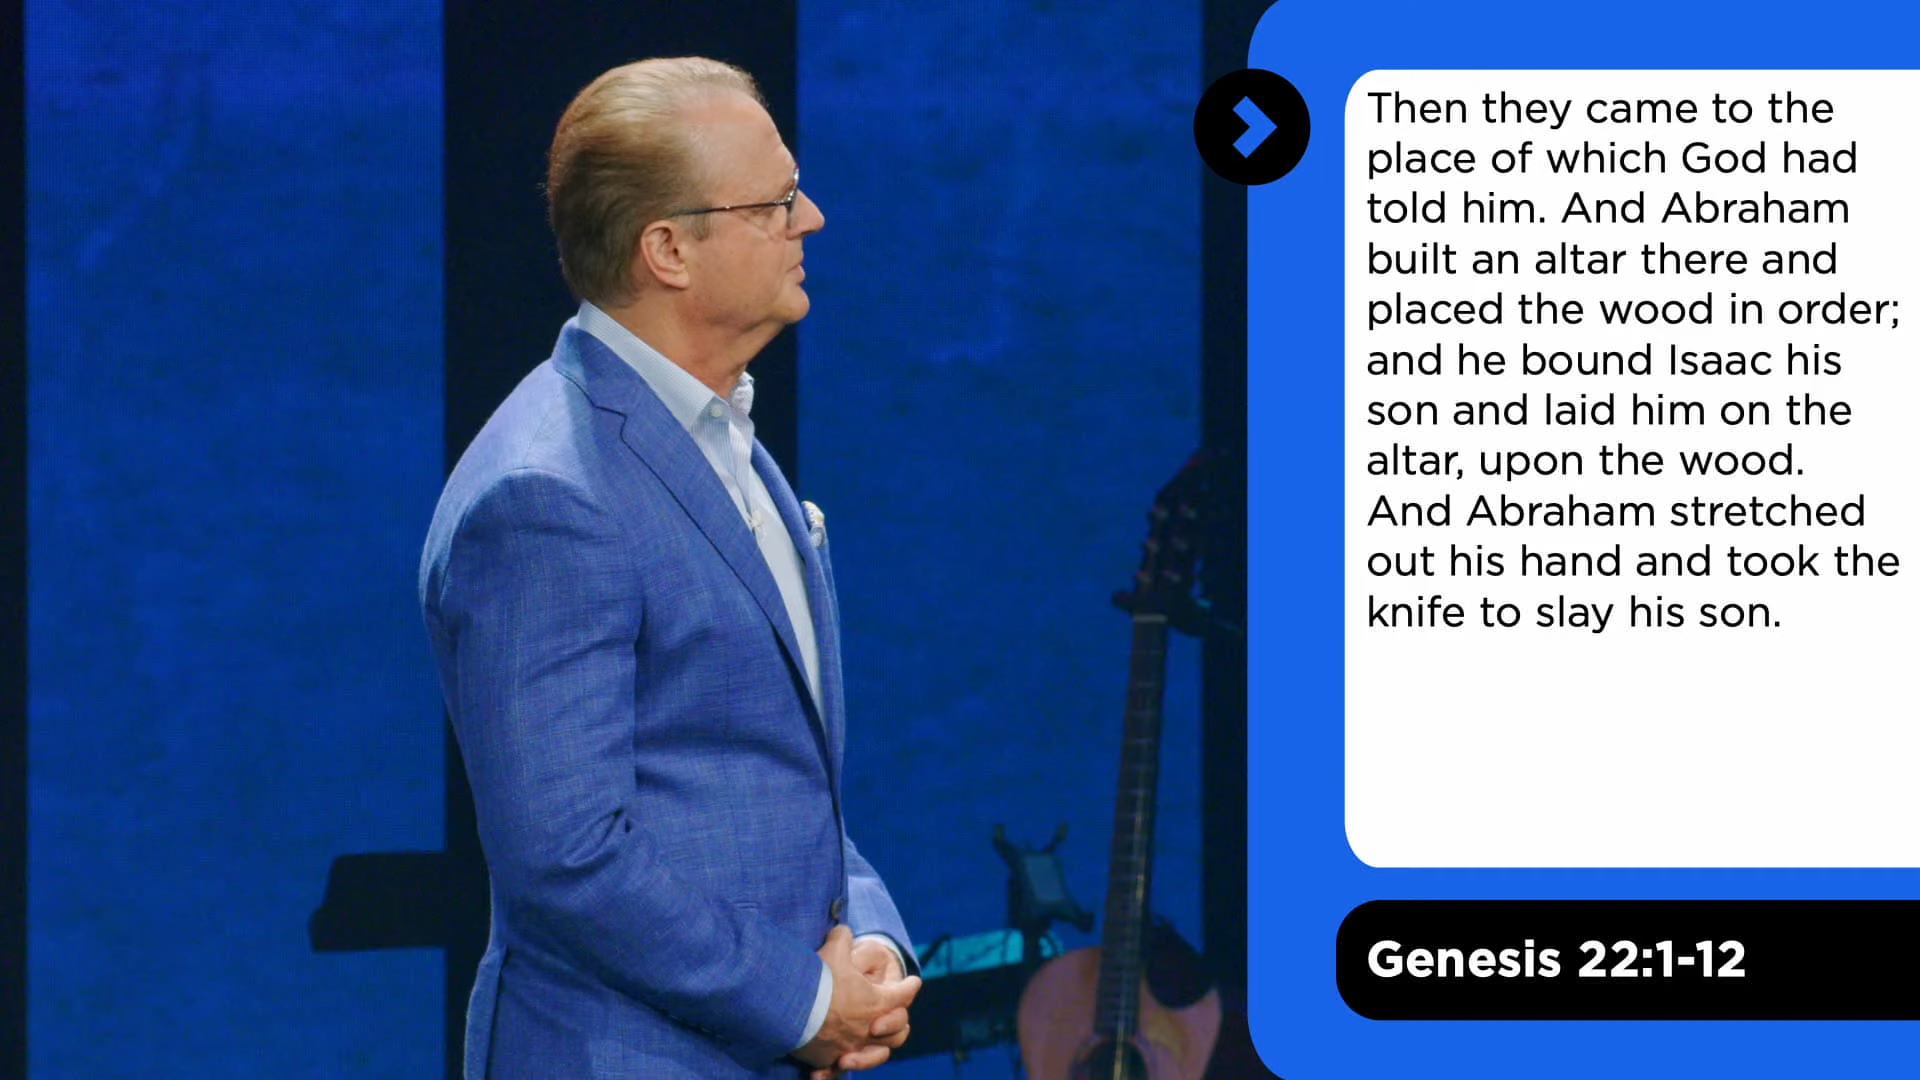 Then they came to the
place of which God had
told him. And Abraham
built an altar there and
placed the wood in order;
and he bound Isaac his
son and laid him on the
altar, upon the wood.
And Abraham stretched
out his hand and took the
knife to slay his son.
Genesis 22:1-12